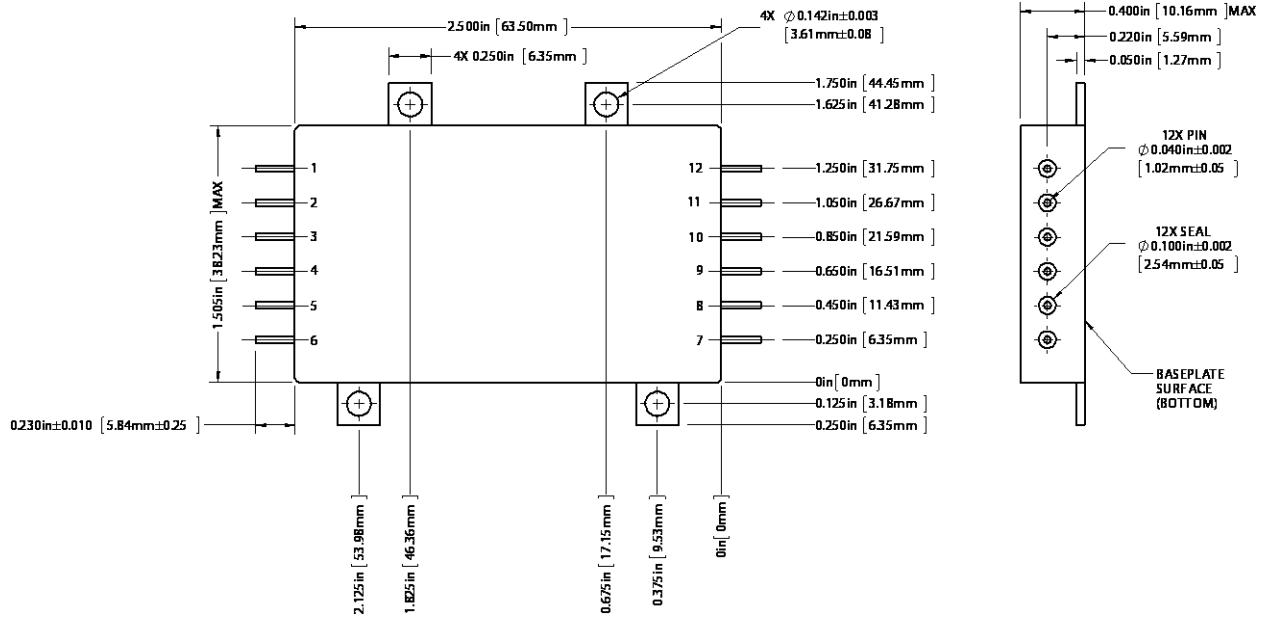 2.500in [63.50mm]
4X Ø0.142in±0.003
[3.61mm±0.08]
4X 0.250in [6.35mm]
1.750in [44.45mm]
1.625in [41.28mm]
1
2
3
4
5
6
12
11
10
9
8
7
1.250in [31.75mm]
1.050in [26.67mm]
0.850in [21.59mm]
0.650in [16.51mm]
0.450in [11.43mm]
0.250in [6.35mm]
0in [0mm]
0.125in [3.18mm]
0.250in [6.35mm]
1.505in [38.23mm] MAX
0.230in±0.010 [5.84mm±0.25]
2.125in [53.98mm]
1.825in [46.36mm]
0.675in [17.15mm]
0.375in [9.53mm]
0in [0mm]
0.400in [10.16mm] MAX
0.220in [5.59mm]
0.050in [1.27mm]
12X PIN
Ø0.040in±0.002
[1.02mm±0.05]
12X SEAL
Ø0.100in±0.002
[2.54mm±0.05]
BASEPLATE
SURFACE
(BOTTOM)